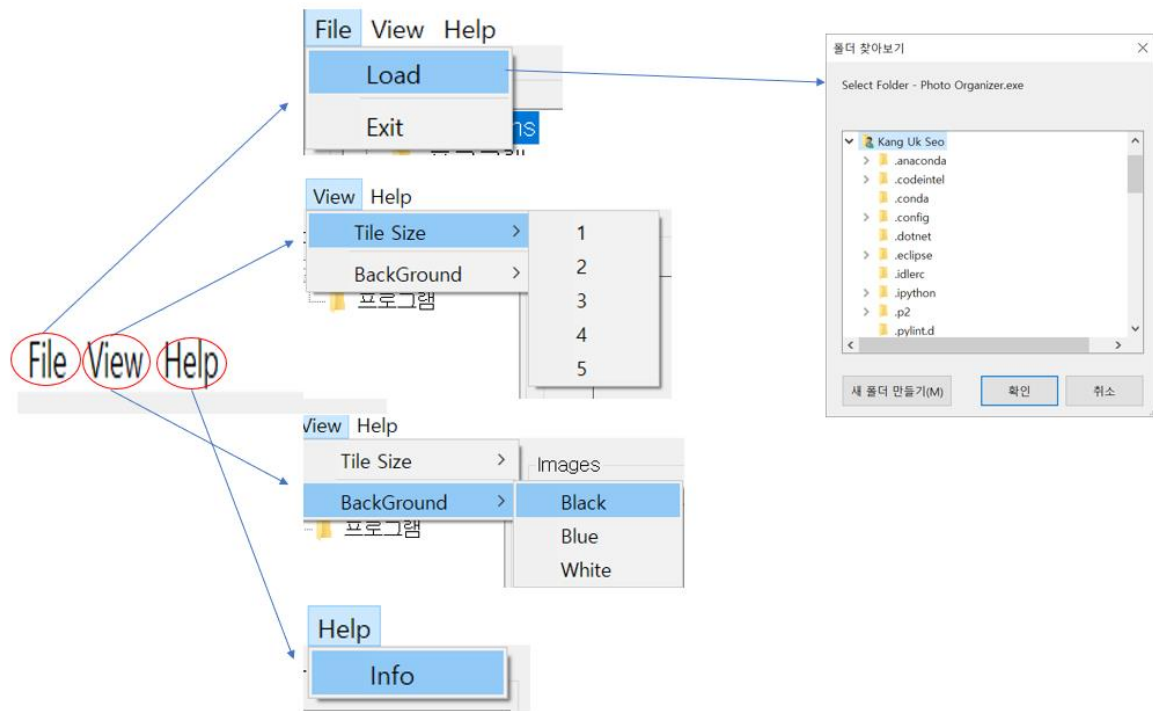 File View Help
Load
Exit
ns
View Help
Tile Size
BackGround
프로그램
1
2
3
4
5
File View Help
View Help
Tile Size
BackGround
프로그램
Images
Black
Blue
White
Help
Info
폴더 찾아보기
Select Folder - Photo Organizer.exe
Kang Uk Seo
.anaconda
.codeintel
.conda
.config
.dotnet
.eclipse
.idlerc
.ipython
.p2
.pylint.d
새 폴더 만들기(M)
확인
취소